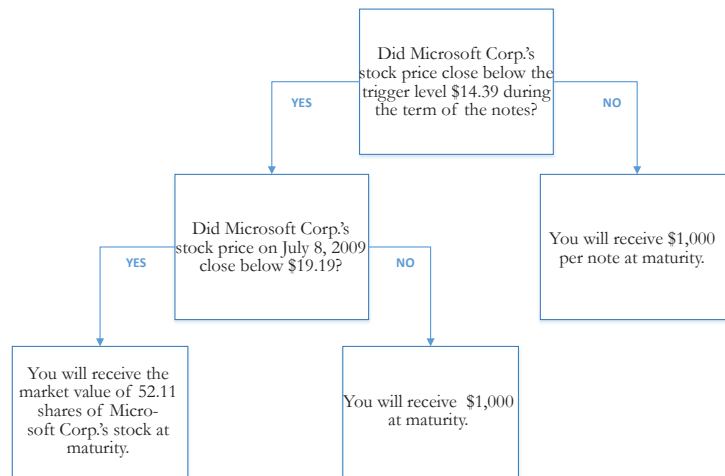 Did Microsoft Corp.'s
stock price close below the
trigger level $14.39 during
the term of the notes?
YES
NO
Did Microsoft Corp.'s
stock price on July 8, 2009
close below $19.19?
You will receive $1,000
per note at maturity.
YES
NO
You will receive the
market value of 52.11
shares of Micro-
soft Corp.'s stock at
maturity.
You will receive $1,000
at maturity.